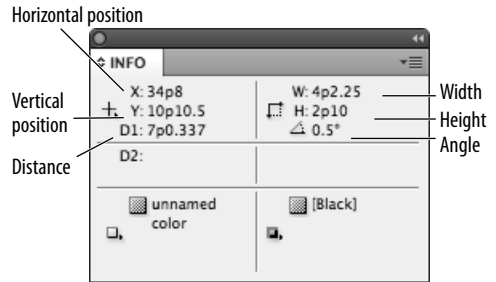 Horizontal position
INFO
X: 34p8
Vertical position
Y: 10p10.5
Distance
D1: 7p0.337
W: 4p2.25
Width
H: 2p10
Height
0.5°
Angle
D2:
unnamed color
[Black]